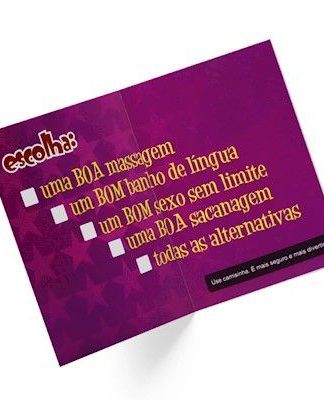 escolha:
uma BOA massagem
um BOM banho de língua
um BOM sexo sem limite
uma BOA sacanagem
todas as alternativas
Use camisinha. É mais seguro e mais